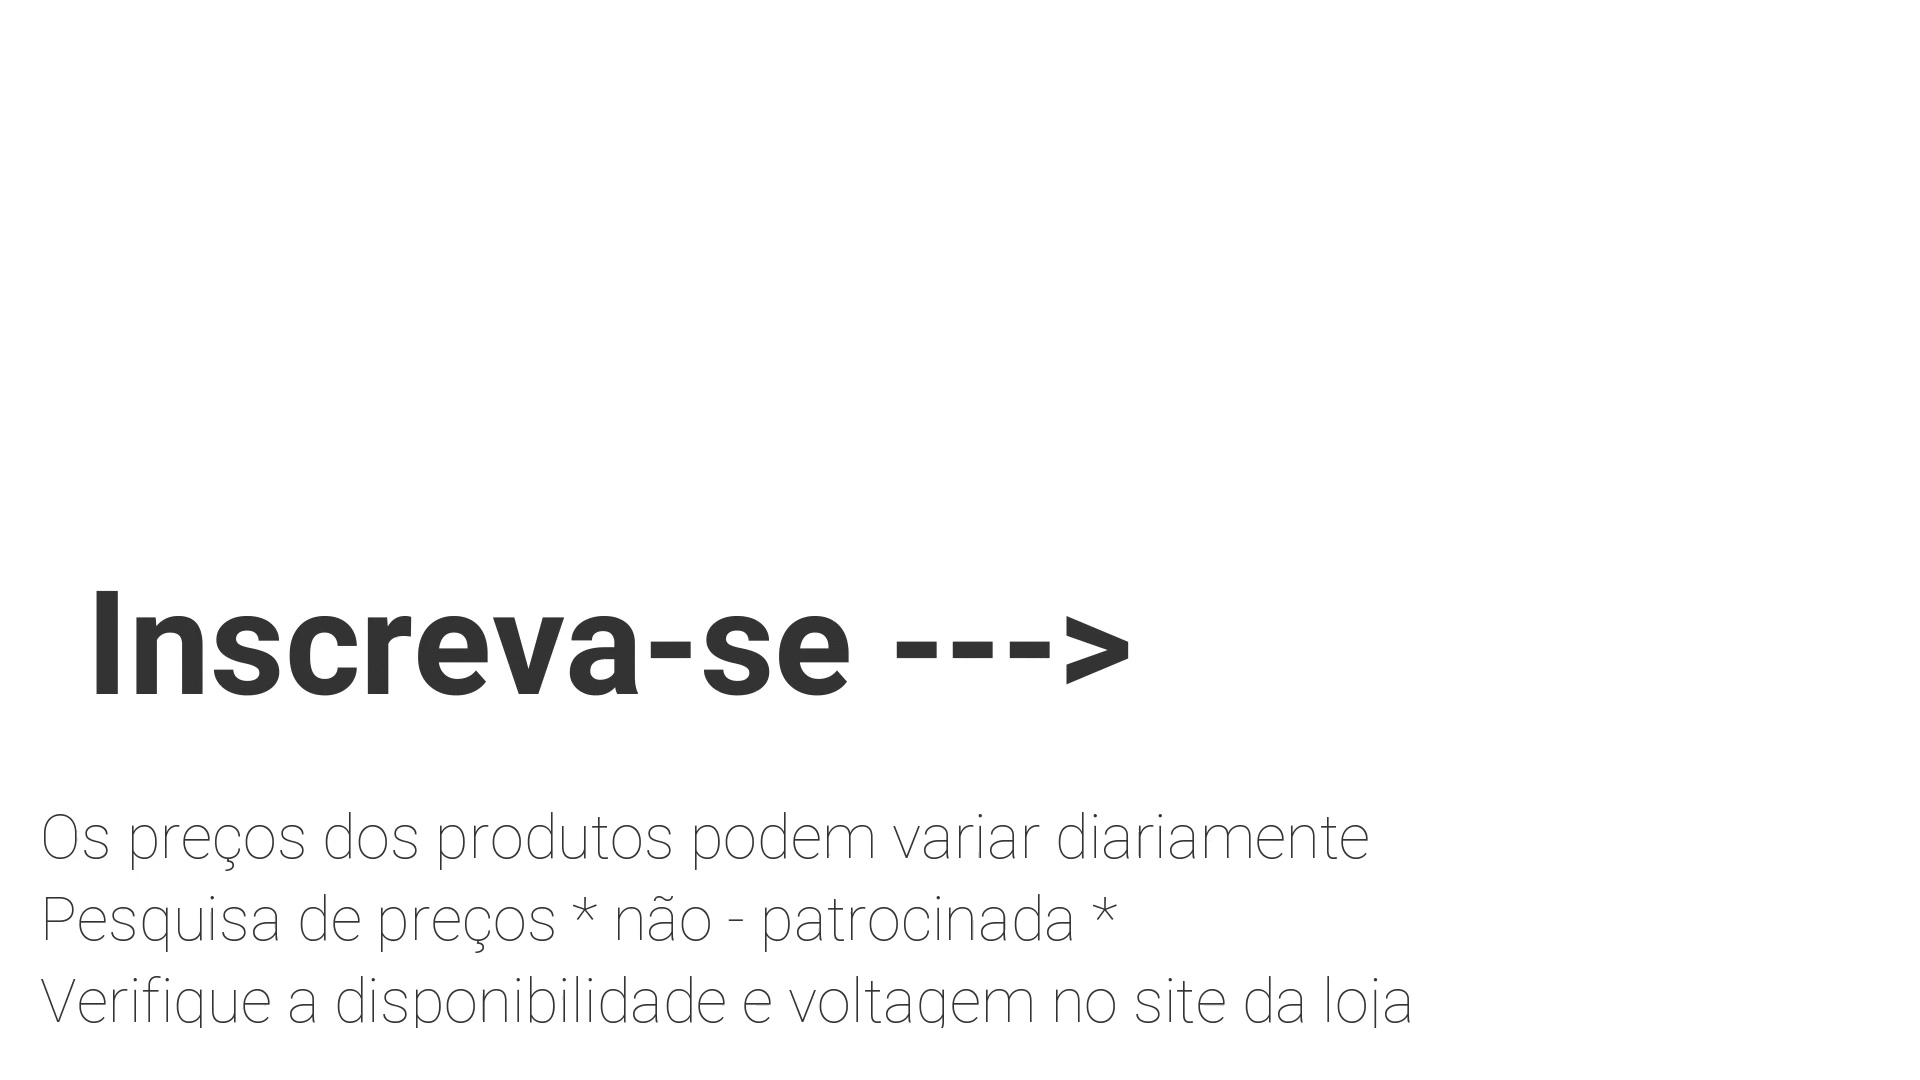 Inscreva-se --->
Os preços dos produtos podem variar diariamente
Pesquisa de preços * não - patrocinada *
Verifique a disponibilidade e voltagem no site da loja